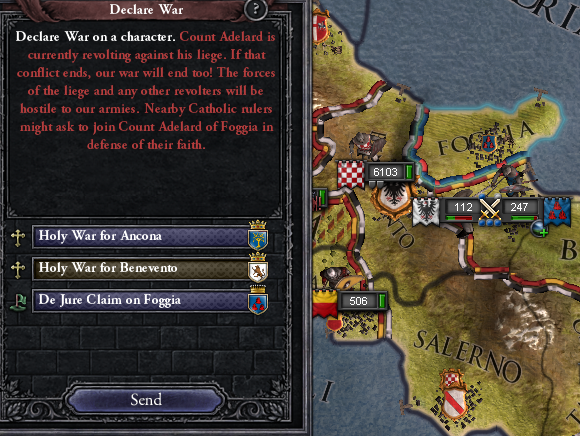 Declare War
?
Declare War on a character. Count Adelard is
currently revolting against his liege. If that
conflict ends, our war will end too! The forces
of the liege and any other revolters will be
hostile to our armies. Nearby Catholic rulers
might ask to join Count Adelard of Foggia in
defense of their faith.
Holy War for Ancona
Holy War for Benevento
De Jure Claim on Foggia
Send
FOGGIA
6103
112
247
NTO
506
SALERNO
B